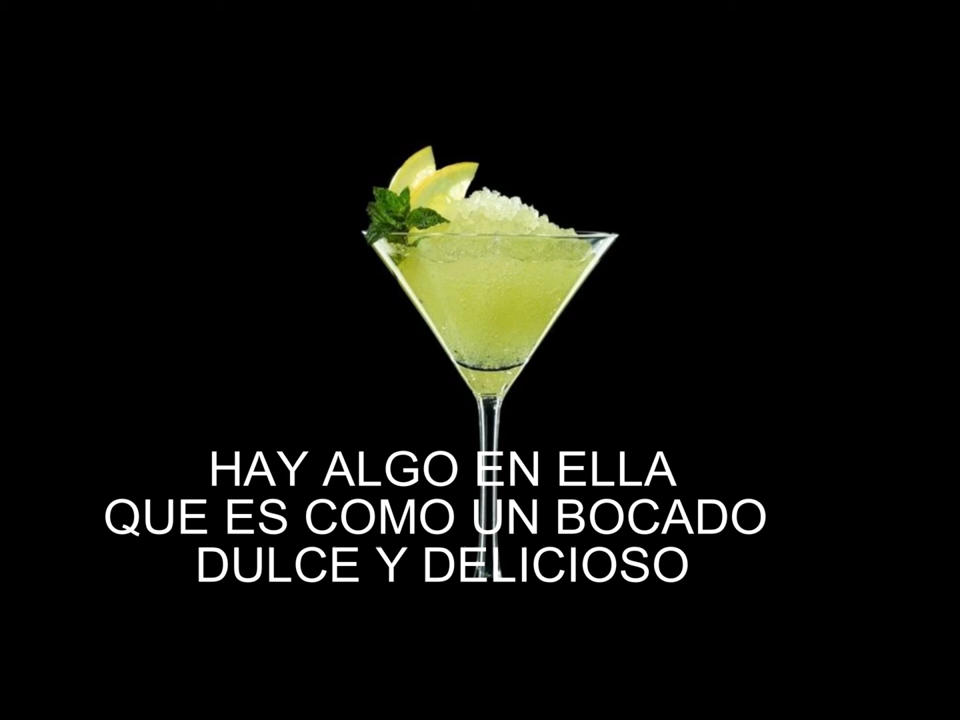 HAY ALGO EN ELLA
QUE ES COMO UN BOCADO
DULCE Y DELICIOSO